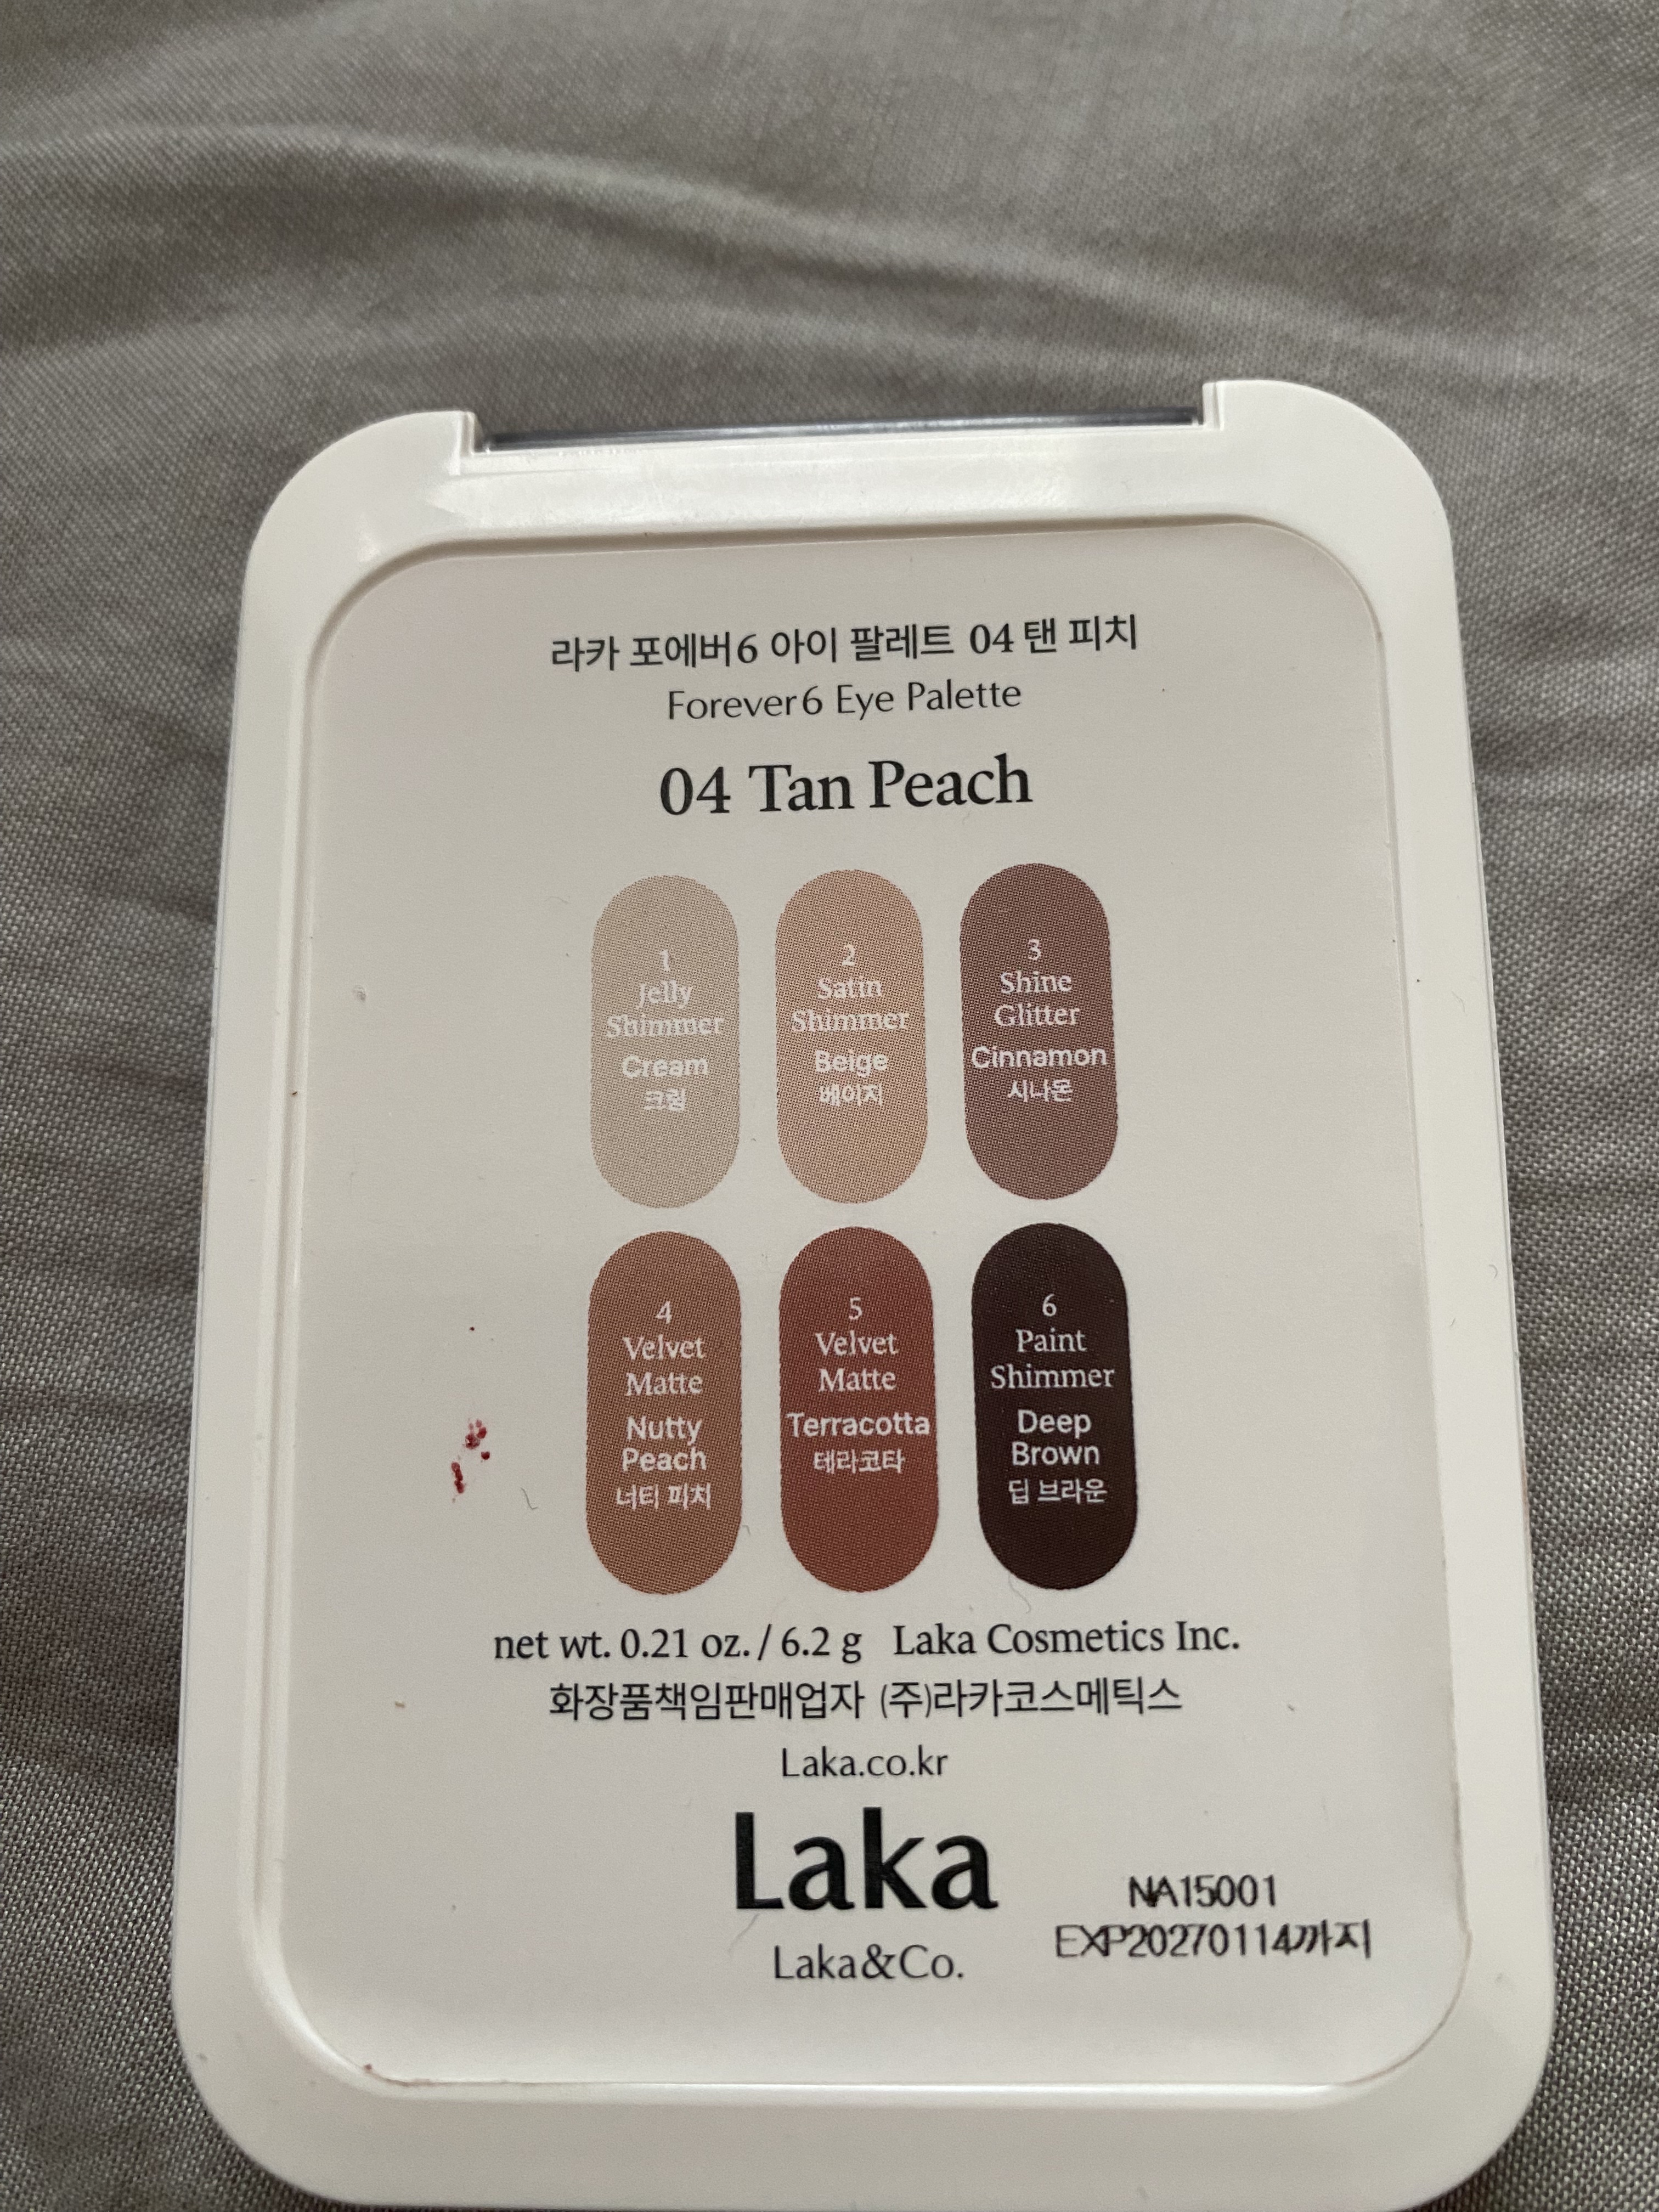 라카 포에버6 아이 팔레트 04 탠 피치
Forever6 Eye Palette
04 Tan Peach
1
Jelly
Shimmer
Cream
크림
2
Satin
Shimmer
Beige
베이지
3
Shine
Glitter
Cinnamon
시나몬
4
Velvet
Matte
Nutty
Peach
너티 피치
5
Velvet
Matte
Terracotta
테라코타
6
Paint
Shimmer
Deep
Brown
딥 브라운
net wt. 0.21 oz. / 6.2 g Laka Cosmetics Inc.
화장품책임판매업자 (주)라카코스메틱스
Laka.co.kr
Laka
Laka&Co.
NA15001
EXP20270114까지